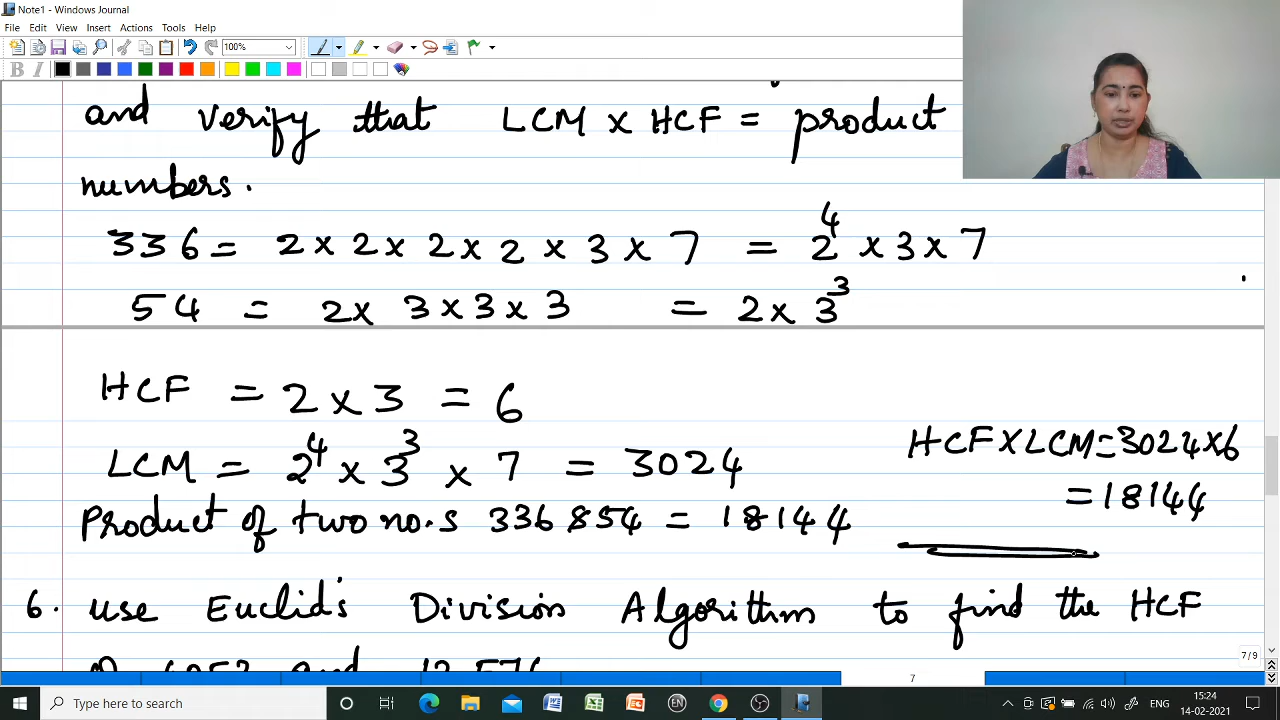 Note1 - Windows Journal
File Edit View Insert Actions Tools Help
100%
B I
and verify that LCM x HCF = product
numbers.
336 = 2 x 2 x 2 x 2 x 3 x 7 = 2⁴ x 3 x 7
54 = 2 x 3 x 3 x 3 = 2 x 3³
HCF = 2 x 3 = 6
LCM = 2⁴ x 3³ x 7 = 3024
HCF X LCM = 3024 x 6
= 18144
Product of two no.s 336 &54 = 18144
6. use Euclid's Division Algorithm to find the HCF
and 12 576
7/9
7
Type here to search
ENG
15:24
14-02-2021